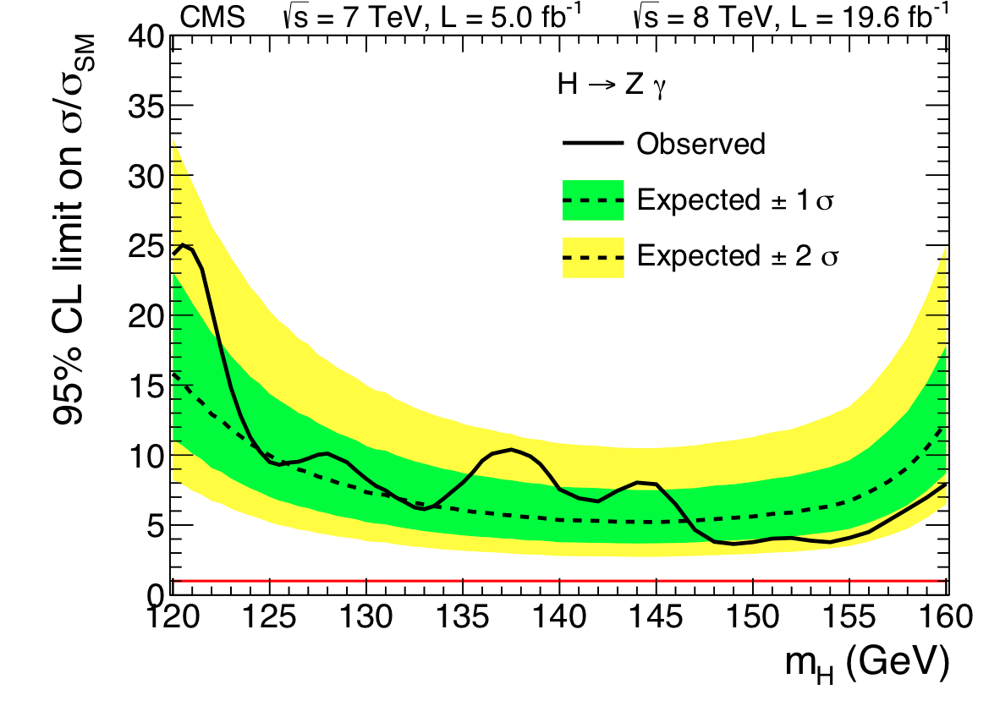 CMS √s = 7 TeV, L = 5.0 fb⁻¹ √s = 8 TeV, L = 19.6 fb⁻¹
95% CL limit on σ/σ_SM
40
35
30
25
20
15
10
5
0
H → Z γ
Observed
Expected ± 1 σ
Expected ± 2 σ
120 125 130 135 140 145 150 155 160
m_H (GeV)